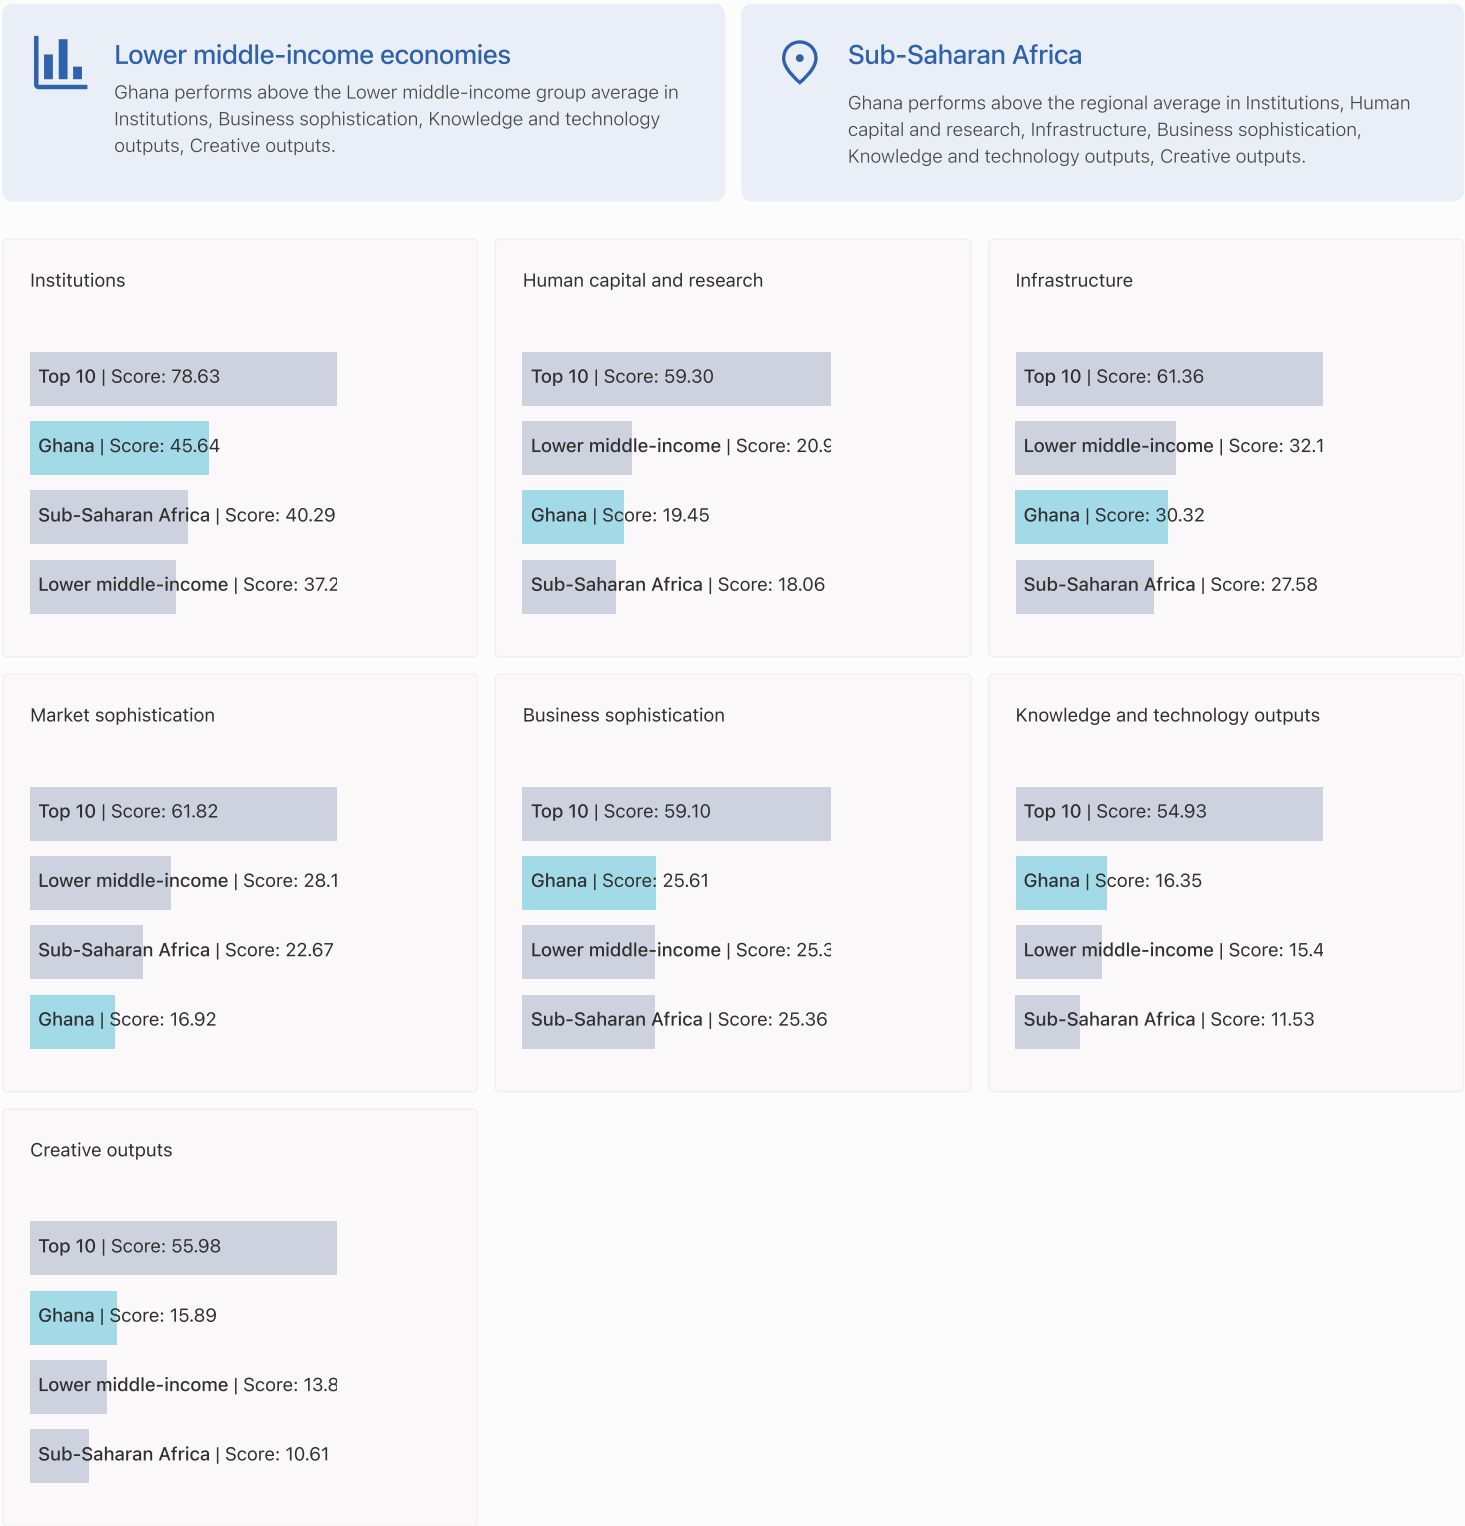 Lower middle-income economies
Ghana performs above the Lower middle-income group average in
Institutions, Business sophistication, Knowledge and technology
outputs, Creative outputs.
Sub-Saharan Africa
Ghana performs above the regional average in Institutions, Human
capital and research, Infrastructure, Business sophistication,
Knowledge and technology outputs, Creative outputs.
Institutions
Top 10 | Score: 78.63
Ghana | Score: 45.64
Sub-Saharan Africa | Score: 40.29
Lower middle-income | Score: 37.2
Human capital and research
Top 10 | Score: 59.30
Lower middle-income | Score: 20.9
Ghana | Score: 19.45
Sub-Saharan Africa | Score: 18.06
Infrastructure
Top 10 | Score: 61.36
Lower middle-income | Score: 32.1
Ghana | Score: 30.32
Sub-Saharan Africa | Score: 27.58
Market sophistication
Top 10 | Score: 61.82
Lower middle-income | Score: 28.1
Sub-Saharan Africa | Score: 22.67
Ghana | Score: 16.92
Business sophistication
Top 10 | Score: 59.10
Ghana | Score: 25.61
Lower middle-income | Score: 25.3
Sub-Saharan Africa | Score: 25.36
Knowledge and technology outputs
Top 10 | Score: 54.93
Ghana | Score: 16.35
Lower middle-income | Score: 15.4
Sub-Saharan Africa | Score: 11.53
Creative outputs
Top 10 | Score: 55.98
Ghana | Score: 15.89
Lower middle-income | Score: 13.8
Sub-Saharan Africa | Score: 10.61